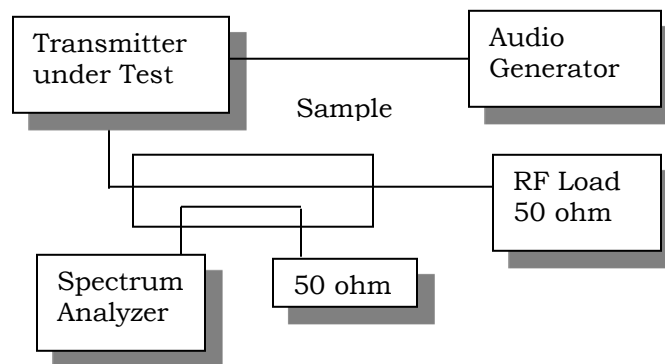 Transmitter
under Test
Audio
Generator
Sample
RF Load
50 ohm
Spectrum
Analyzer
50 ohm